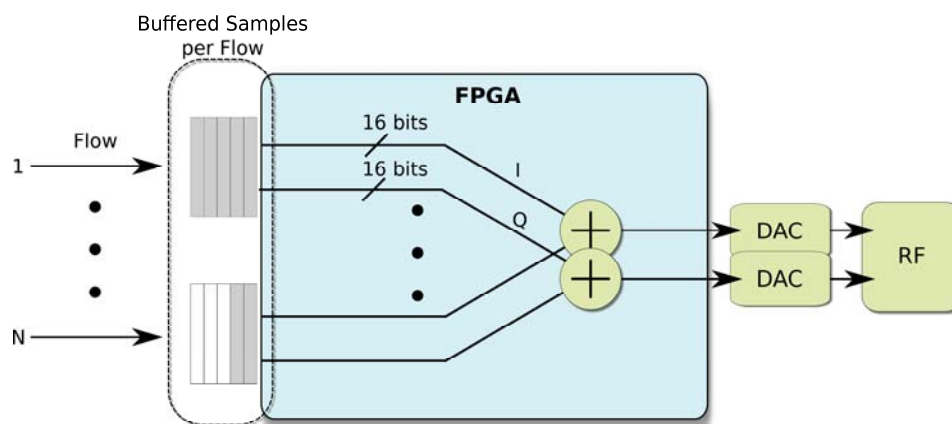 Buffered Samples
per Flow
FPGA
16 bits
Flow
1
16 bits
I
Q
DAC
RF
DAC
N